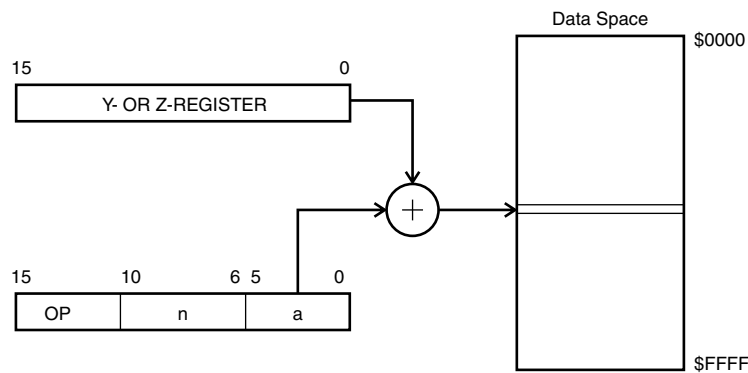 Data Space
$0000
15 0
Y- OR Z-REGISTER
+
15 10 6 5 0
OP n a
$FFFF